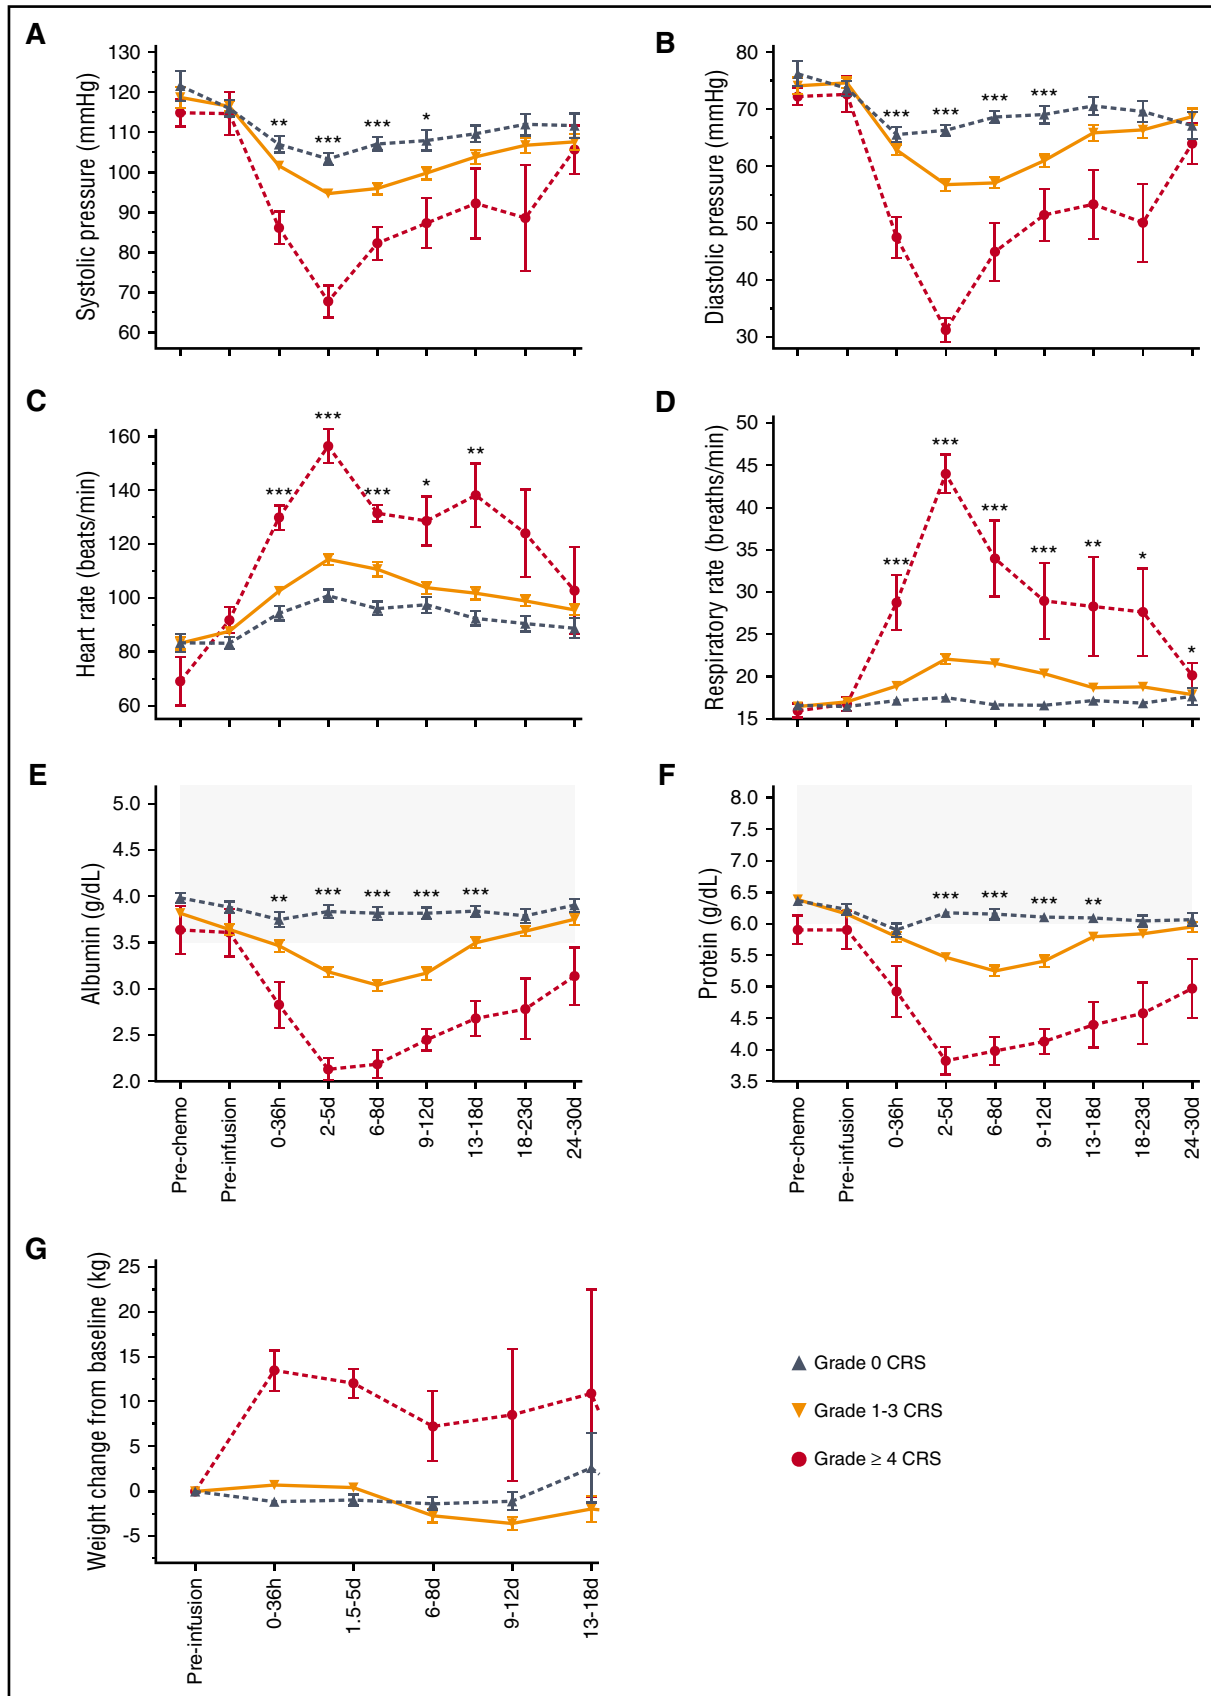 A
Systolic pressure (mmHg)
130
120
110
100
90
80
70
60
** *** *** *
B
Diastolic pressure (mmHg)
80
70
60
50
40
30
*** *** *** ***
C
Heart rate (beats/min)
160
140
120
100
80
60
*** *** *** * **
D
Respiratory rate (breaths/min)
50
45
40
35
30
25
20
15
*** *** *** *** ** * *
E
Albumin (g/dL)
5.0
4.5
4.0
3.5
3.0
2.5
2.0
** *** *** *** ***
Pre-chemo
Pre-infusion
0-36h
2-5d
6-8d
9-12d
13-18d
18-23d
24-30d
F
Protein (g/dL)
8.0
7.5
7.0
6.5
6.0
5.5
5.0
4.5
4.0
3.5
*** *** *** **
Pre-chemo
Pre-infusion
0-36h
2-5d
6-8d
9-12d
13-18d
18-23d
24-30d
G
Weight change from baseline (kg)
25
20
15
10
5
0
-5
Pre-infusion
0-36h
1.5-5d
6-8d
9-12d
13-18d
Grade 0 CRS
Grade 1-3 CRS
Grade ≥ 4 CRS